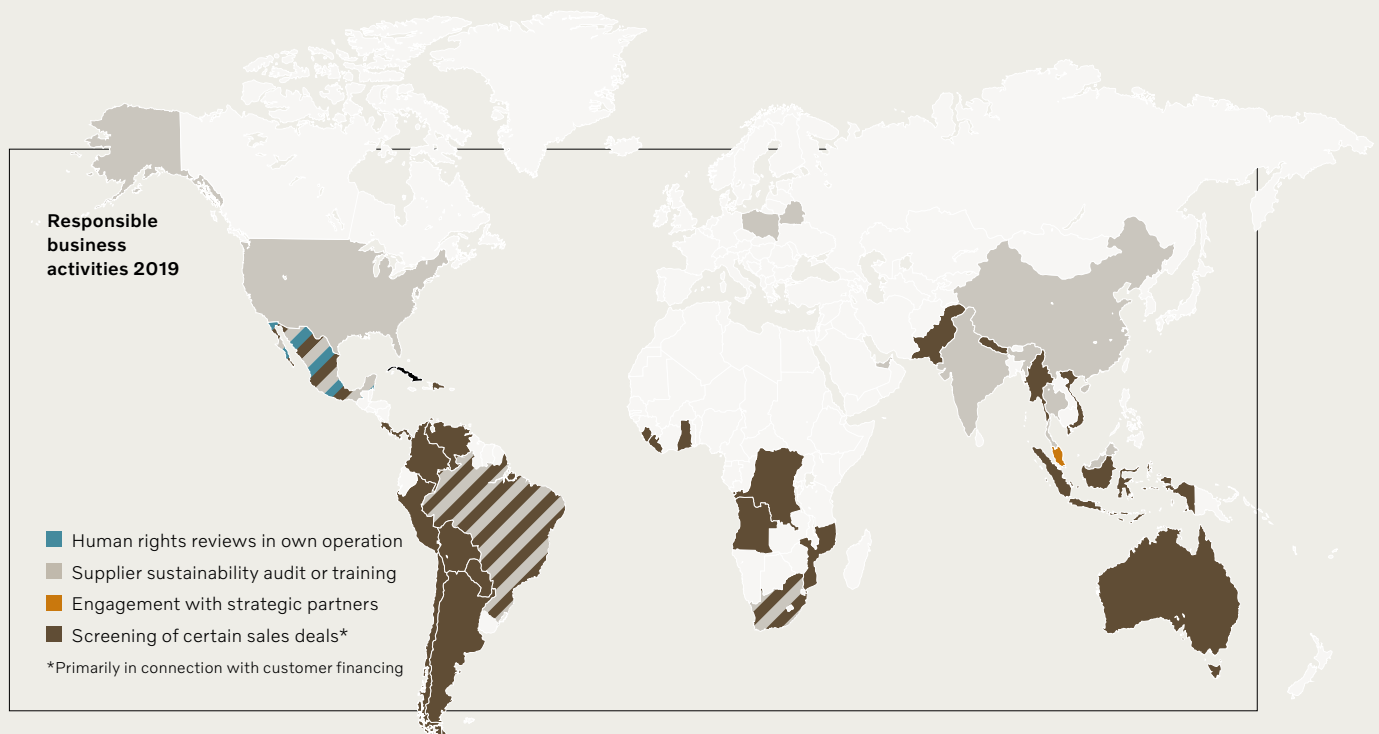 Responsible
business
activities 2019
Human rights reviews in own operation
Supplier sustainability audit or training
Engagement with strategic partners
Screening of certain sales deals*
*Primarily in connection with customer financing